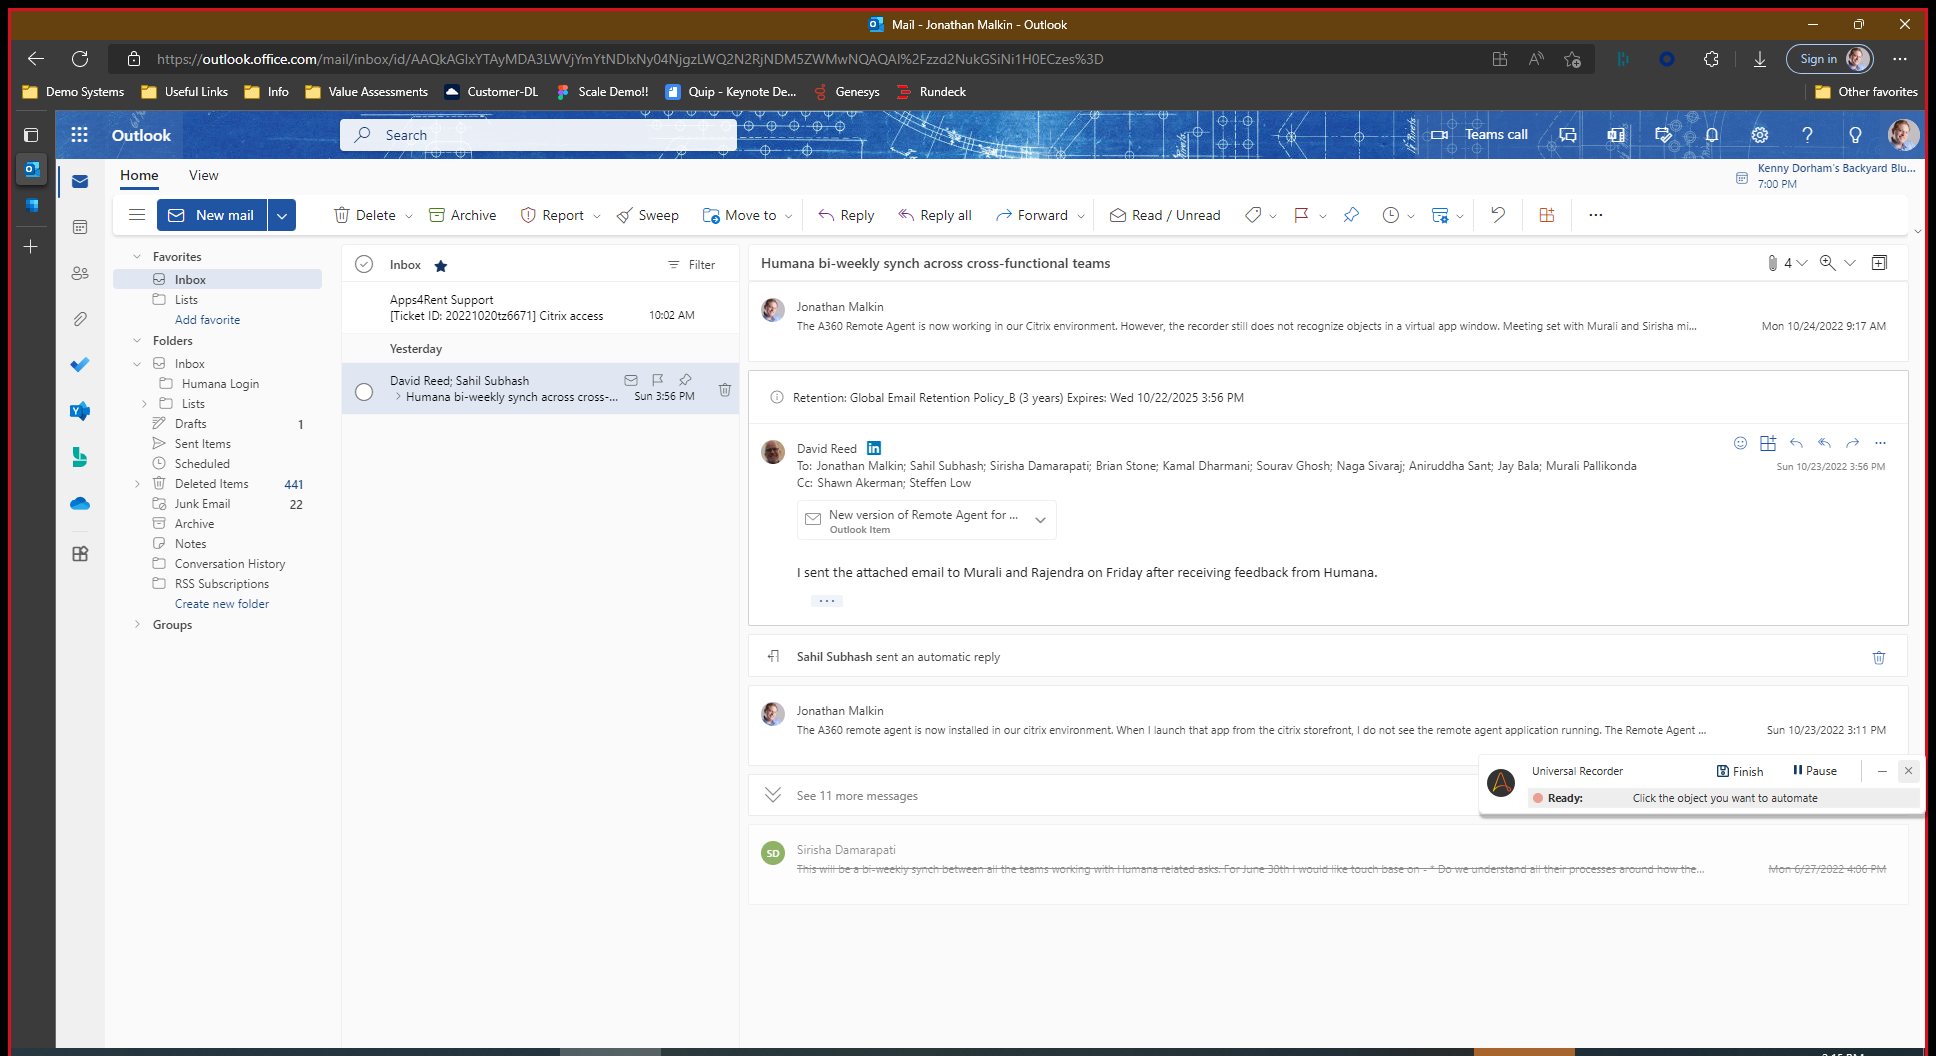 Mail - Jonathan Malkin - Outlook
https://outlook.office.com/mail/inbox/id/AAQkAGIxYTAyMDA3LWVjYmYtNDIxNy04NjgzLWQ2N2RjNDM5ZWMwNQAQAI%2Fzzd2NukGSiNi1H0ECzes%3D
Sign in
Demo Systems
Useful Links
Info
Value Assessments
Customer-DL
Scale Demo!!
Quip - Keynote De...
Genesys
Rundeck
Other favorites
Outlook
Search
Teams call
Home
View
Kenny Dorham's Backyard Blu...
7:00 PM
New mail
Delete
Archive
Report
Sweep
Move to
Reply
Reply all
Forward
Read / Unread
Favorites
Inbox
Lists
Add favorite
Folders
Inbox
Humana Login
Lists
Drafts 1
Sent Items
Scheduled
Deleted Items 441
Junk Email 22
Archive
Notes
Conversation History
RSS Subscriptions
Create new folder
Groups
Inbox
Filter
Apps4Rent Support
[Ticket ID: 20221020tz6671] Citrix access 10:02 AM
Yesterday
David Reed; Sahil Subhash
Humana bi-weekly synch across cross-... Sun 3:56 PM
Humana bi-weekly synch across cross-functional teams
4
Jonathan Malkin
The A360 Remote Agent is now working in our Citrix environment. However, the recorder still does not recognize objects in a virtual app window. Meeting set with Murali and Sirisha mi... Mon 10/24/2022 9:17 AM
Retention: Global Email Retention Policy_B (3 years) Expires: Wed 10/22/2025 3:56 PM
David Reed in
To: Jonathan Malkin; Sahil Subhash; Sirisha Damarapati; Brian Stone; Kamal Dharmani; Sourav Ghosh; Naga Sivaraj; Aniruddha Sant; Jay Bala; Murali Pallikonda Sun 10/23/2022 3:56 PM
Cc: Shawn Akerman; Steffen Low
New version of Remote Agent for ...
Outlook Item
I sent the attached email to Murali and Rajendra on Friday after receiving feedback from Humana.
...
Sahil Subhash sent an automatic reply
Jonathan Malkin
The A360 remote agent is now installed in our citrix environment. When I launch that app from the citrix storefront, I do not see the remote agent application running. The Remote Agent ... Sun 10/23/2022 3:11 PM
Universal Recorder Finish Pause
Ready: Click the object you want to automate
See 11 more messages
SD
Sirisha Damarapati
This will be a bi-weekly synch between all the teams working with Humana related asks. For June 30th I would like touch base on - * Do we understand all their processes around how the... Mon 6/27/2022 4:06 PM